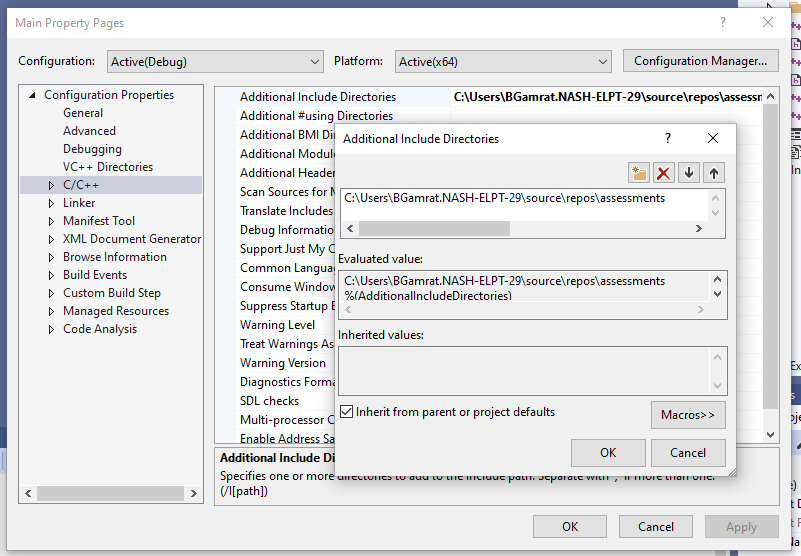 Main Property Pages
Configuration: Active(Debug) Platform: Active(x64) Configuration Manager...
Configuration Properties
General
Advanced
Debugging
VC++ Directories
C/C++
Linker
Manifest Tool
XML Document Generator
Browse Information
Build Events
Custom Build Step
Managed Resources
Code Analysis
Additional Include Directories C:\Users\BGamrat.NASH-ELPT-29\source\repos\assessm
Additional #using Directories
Additional BMI Di
Additional Modul
Additional Header
Scan Sources for M
Translate Includes
Debug Information
Support Just My C
Common Langua
Consume Window
Suppress Startup B
Warning Level
Treat Warnings As
Warning Version
Diagnostics Forma
SDL checks
Multi-processor C
Enable Address Sa
Additional Include Di
Specifies one or more directories to add to the include path. Separate with ';' if more than one.
(/I[path])
OK Cancel Apply
Additional Include Directories
C:\Users\BGamrat.NASH-ELPT-29\source\repos\assessments
Evaluated value:
C:\Users\BGamrat.NASH-ELPT-29\source\repos\assessments
%(AdditionalIncludeDirectories)
Inherited values:
Inherit from parent or project defaults
Macros>>
OK Cancel